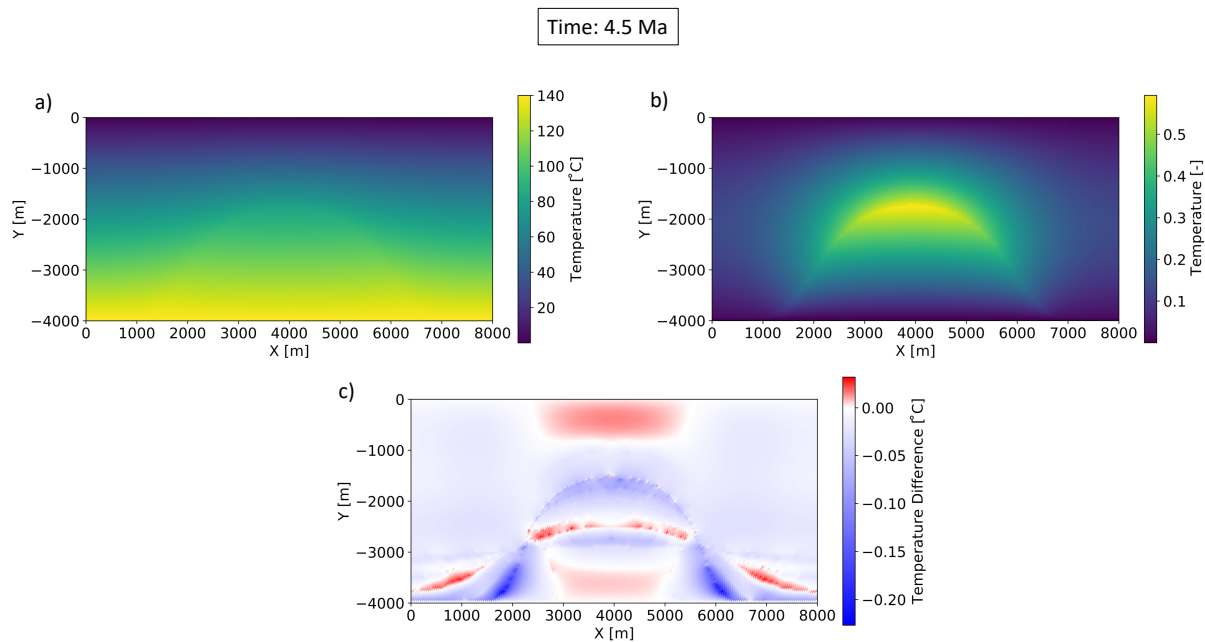 Time: 4.5 Ma
a)
0
−1000
−2000
−3000
−4000
Y [m]
0 1000 2000 3000 4000 5000 6000 7000 8000
X [m]
140
120
100
80
60
40
20
Temperature [˚C]
b)
0
−1000
−2000
−3000
−4000
Y [m]
0 1000 2000 3000 4000 5000 6000 7000 8000
X [m]
0.5
0.4
0.3
0.2
0.1
Temperature [-]
c)
0
−1000
−2000
−3000
−4000
Y [m]
0 1000 2000 3000 4000 5000 6000 7000 8000
X [m]
0.00
−0.05
−0.10
−0.15
−0.20
Temperature Difference [˚C]